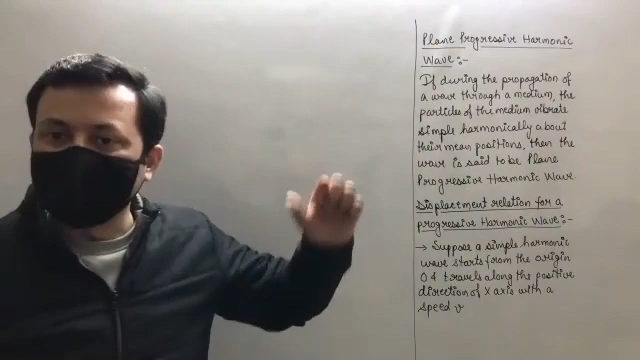 Plane Progressive Harmonic
Wave:-
If during the propagation of
a wave through a medium, the
particles of the medium vibrate
simple harmonically about
their mean positions, then the
wave is said to be Plane
Progressive Harmonic Wave.
Displacement relation for a
progressive Harmonic Wave:-
→ Suppose a simple harmonic
wave starts from the origin
O & travels along the positive
direction of X axis with a
speed v